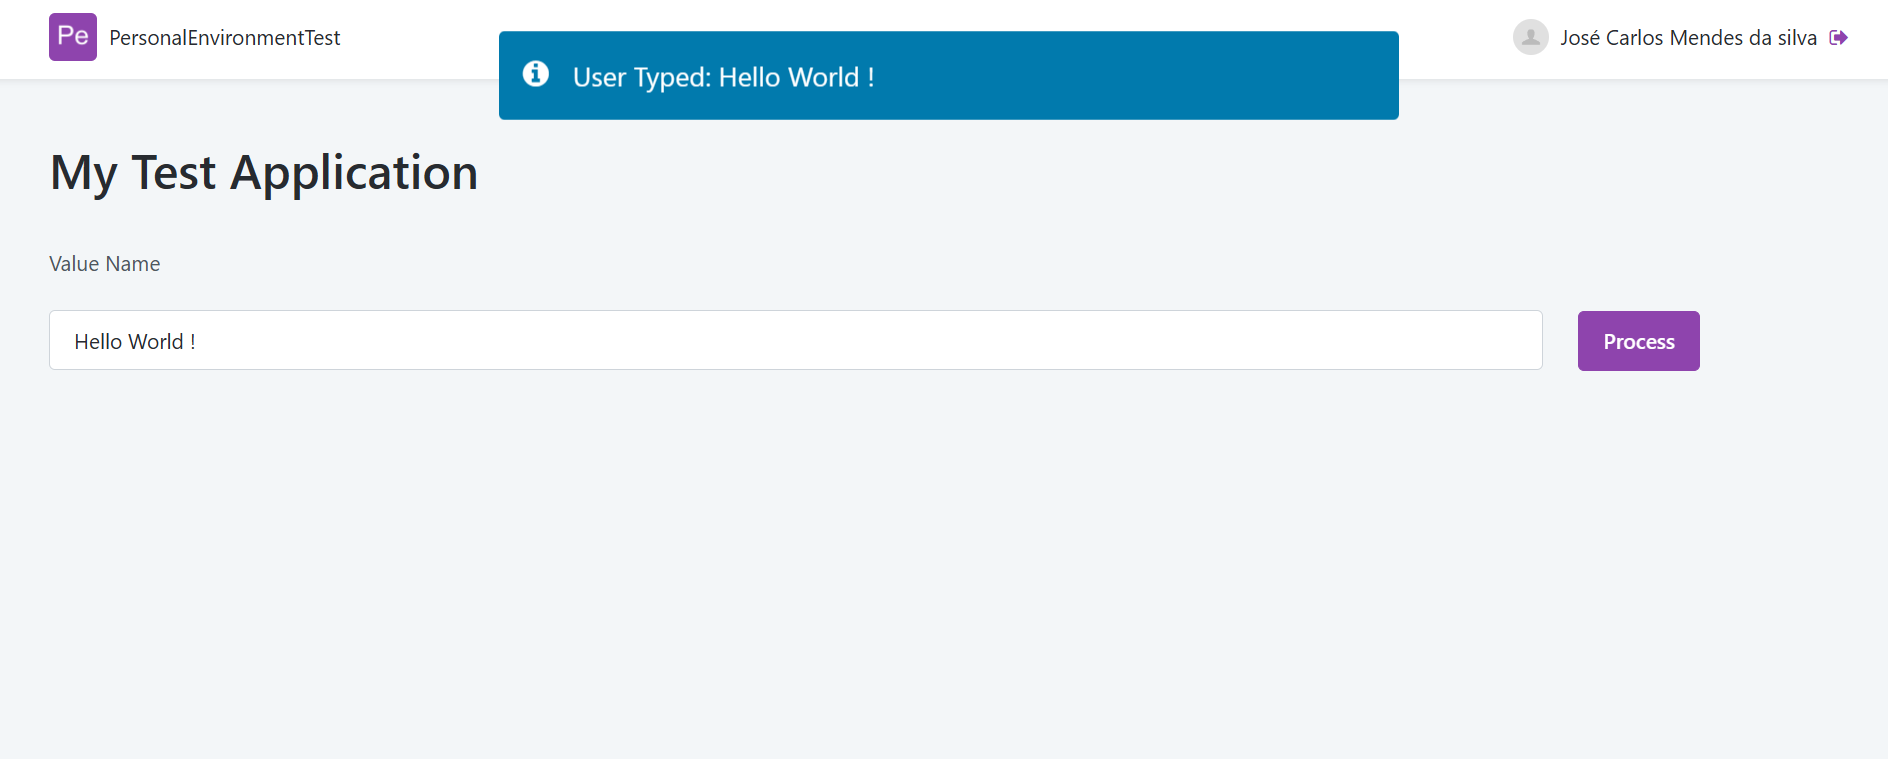 Pe PersonalEnvironmentTest
José Carlos Mendes da silva
User Typed: Hello World !
My Test Application
Value Name
Hello World !
Process